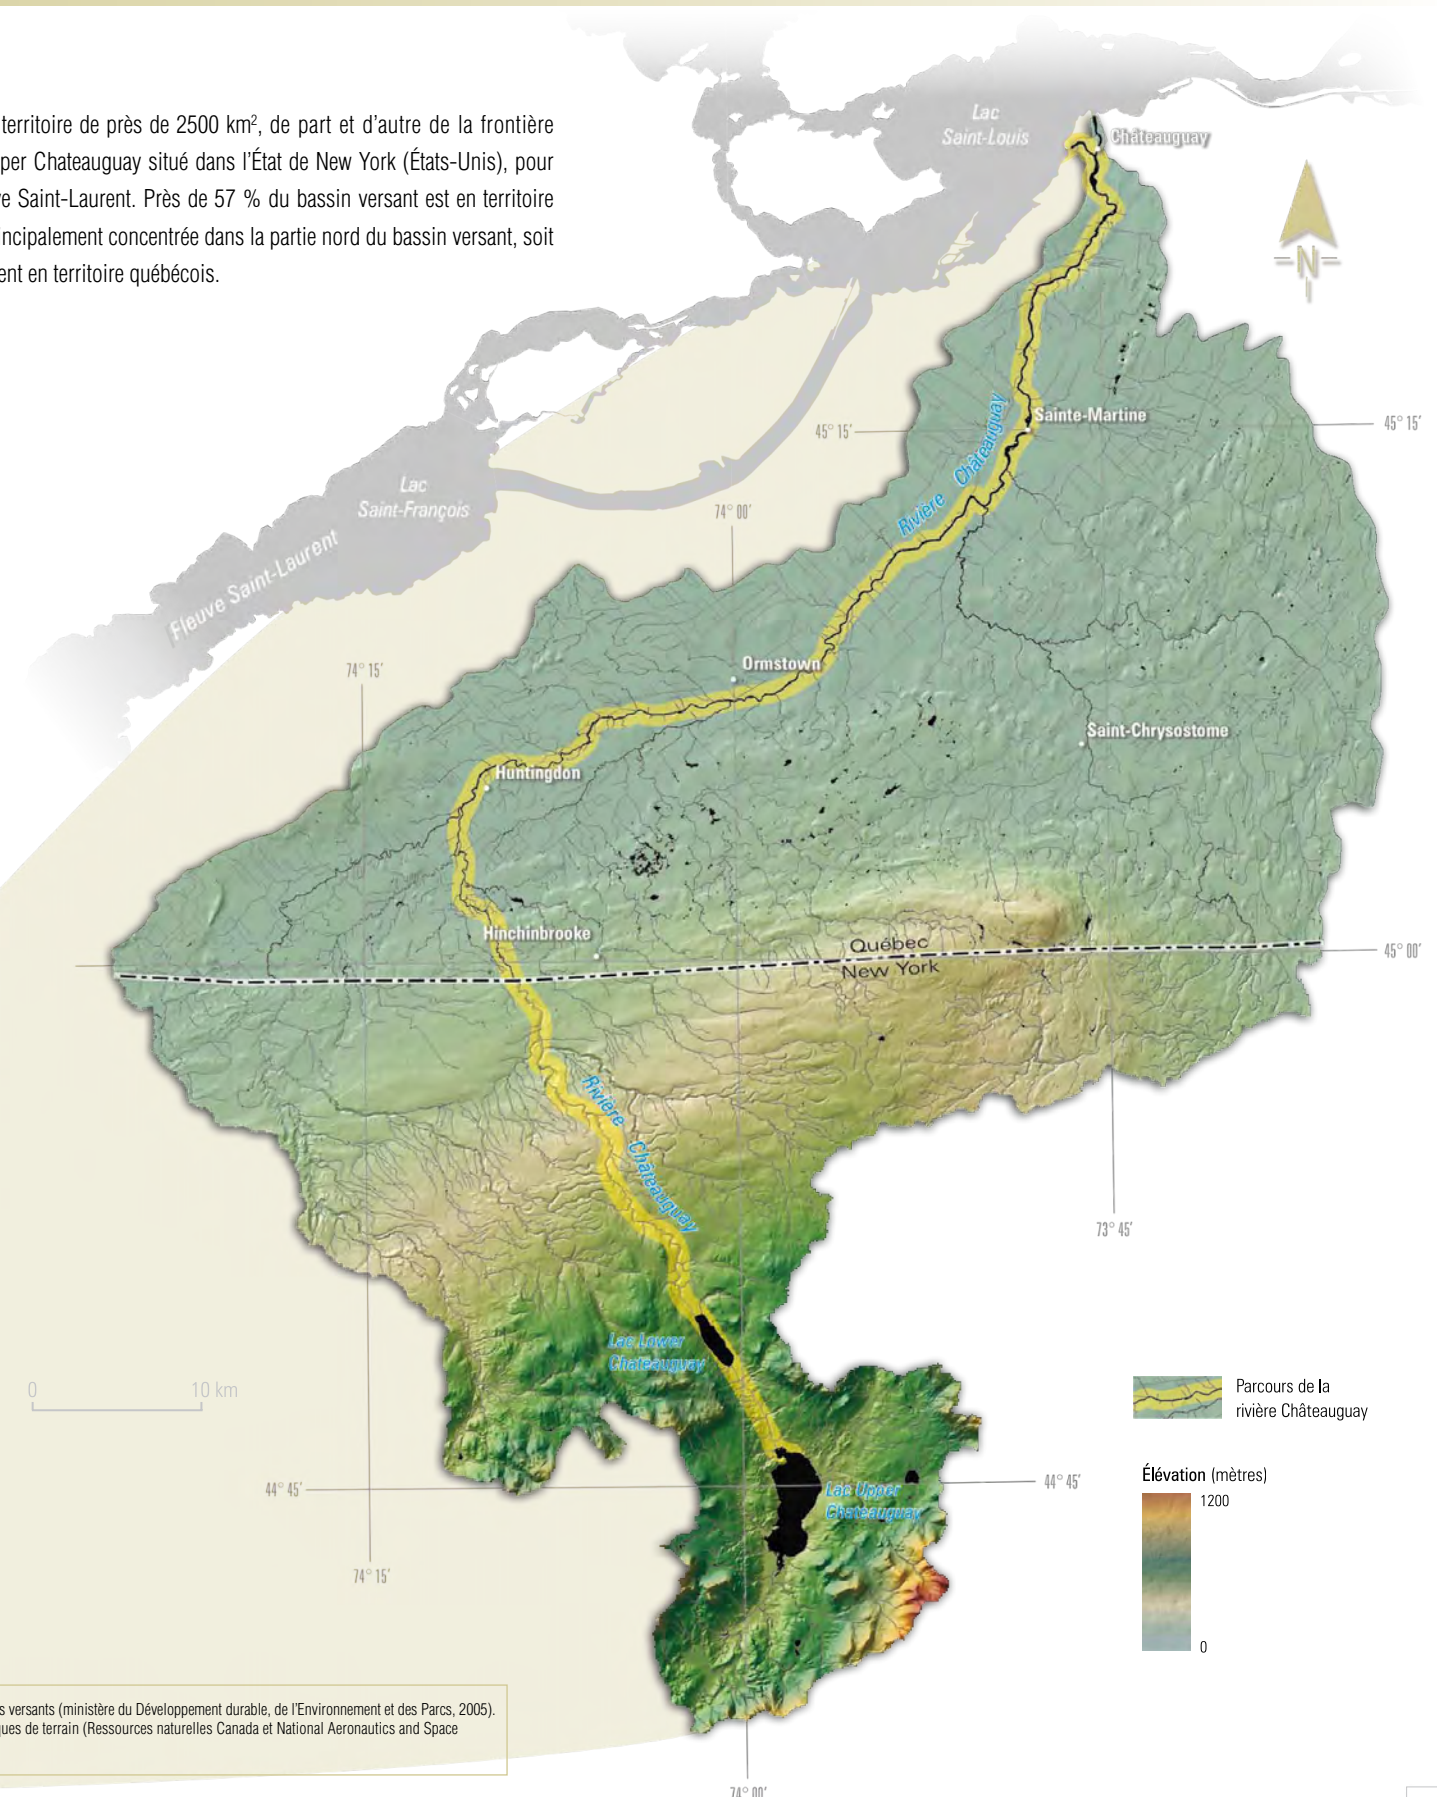 territoire de près de 2500 km², de part et d'autre de la frontière
per Chateauguay situé dans l'État de New York (États-Unis), pour
e Saint-Laurent. Près de 57 % du bassin versant est en territoire
incipalement concentrée dans la partie nord du bassin versant, soit
ent en territoire québécois.
Lac
Saint-Louis
Châteauguay
N
Sainte-Martine
45° 15′
45° 15′
Rivière Châteauguay
Lac
Saint-François
74° 00′
Fleuve Saint-Laurent
74° 15′
Ormstown
Saint-Chrysostome
Huntingdon
Hinchinbrooke
Québec
New York
45° 00′
Rivière Châteauguay
73° 45′
Lac Lower
Chateauguay
0 10 km
Parcours de la
rivière Châteauguay
44° 45′
44° 45′
Lac Upper
Chateauguay
Élévation (mètres)
1200
0
74° 15′
s versants (ministère du Développement durable, de l'Environnement et des Parcs, 2005).
ques de terrain (Ressources naturelles Canada et National Aeronautics and Space
74° 00′